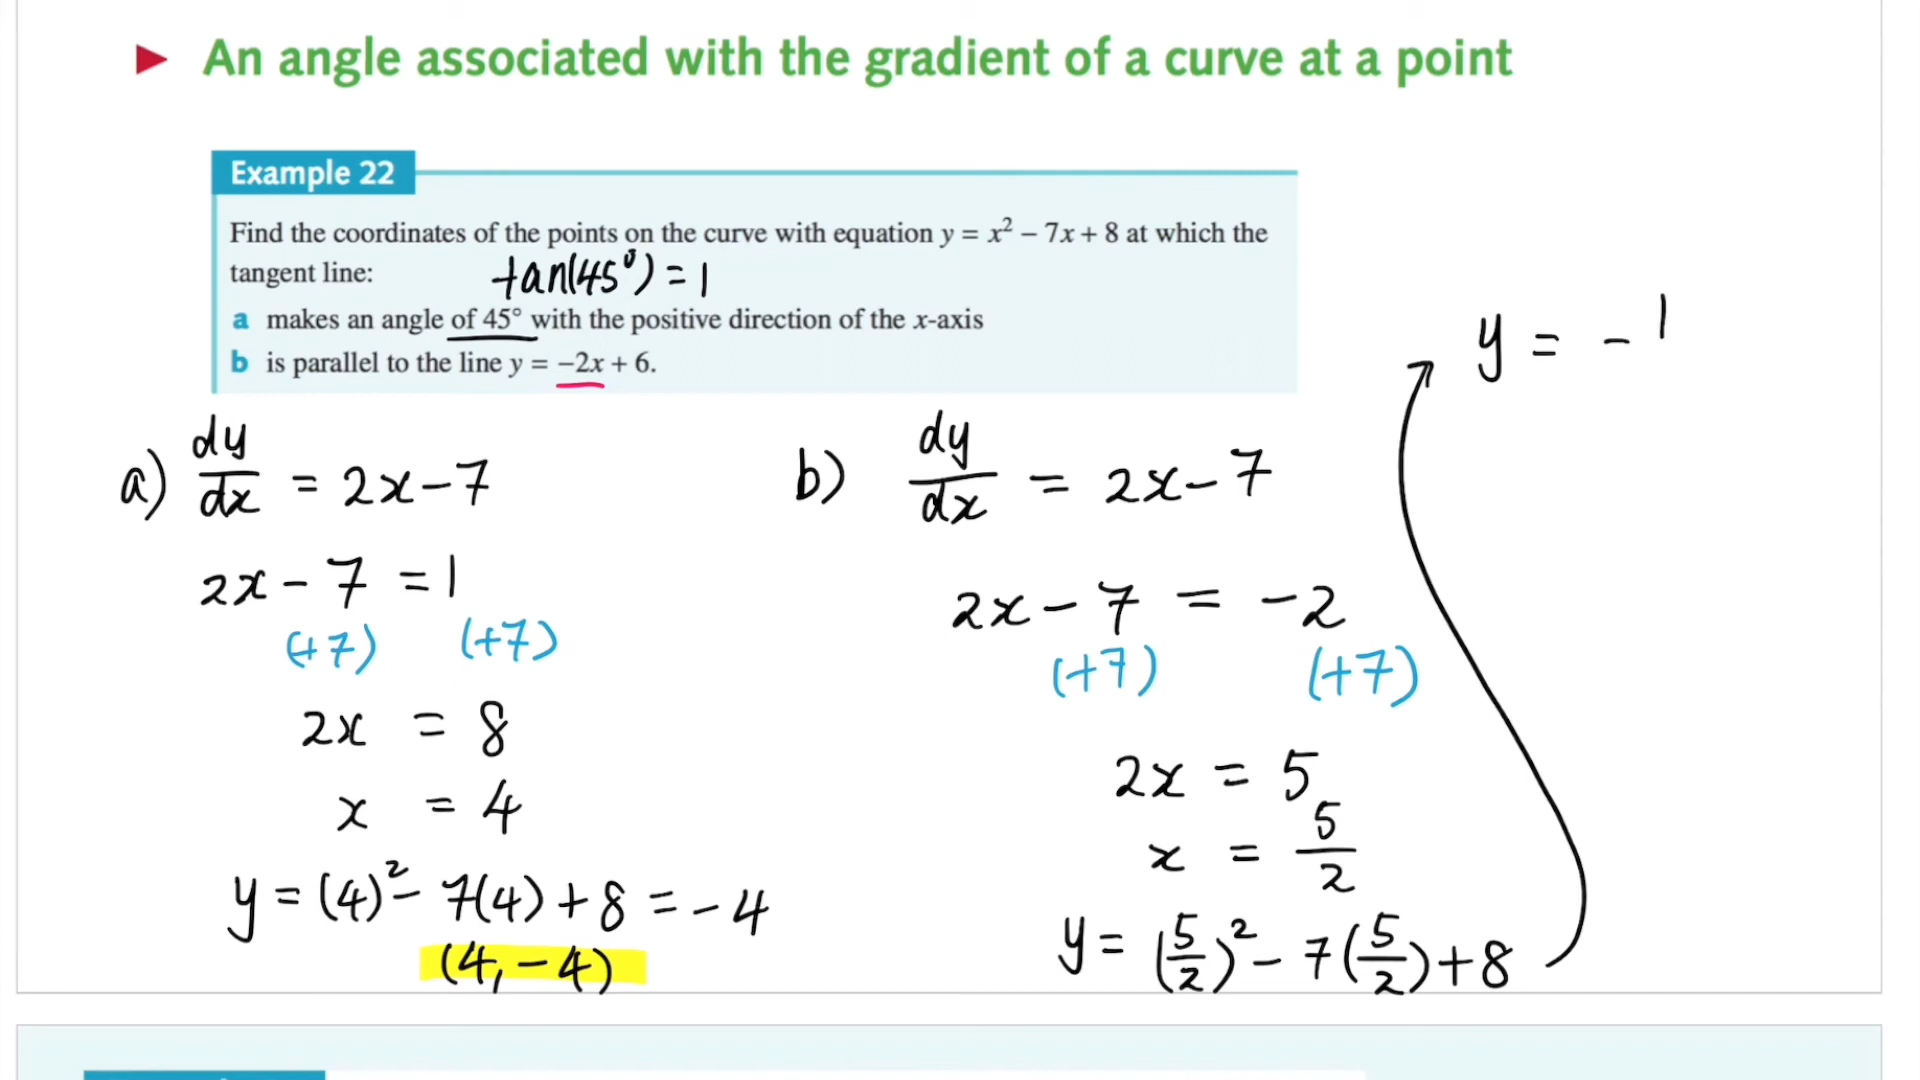 ► An angle associated with the gradient of a curve at a point
Example 22
Find the coordinates of the points on the curve with equation y = x² – 7x + 8 at which the
tangent line:
tan(45°) = 1
a makes an angle of 45° with the positive direction of the x-axis
b is parallel to the line y = –2x + 6.
y = -1
a) dy/dx = 2x-7
2x - 7 = 1
(+7) (+7)
2x = 8
x = 4
y = (4)² - 7(4) + 8 = -4
(4, -4)
b) dy/dx = 2x-7
2x - 7 = -2
(+7) (+7)
2x = 5
x = 5/2
y = (5/2)² - 7(5/2) + 8